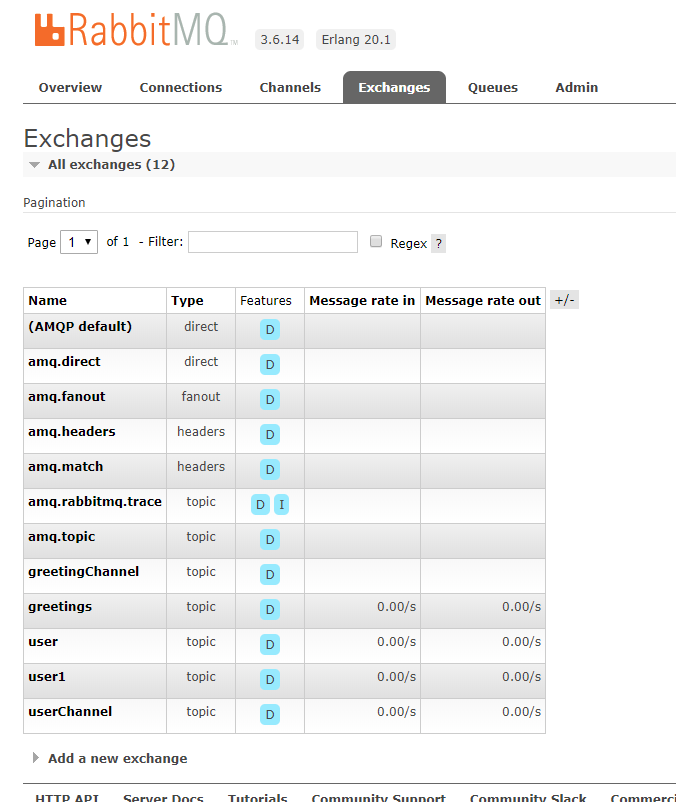 RabbitMQ™ 3.6.14 Erlang 20.1
Overview Connections Channels Exchanges Queues Admin
Exchanges
All exchanges (12)
Pagination
Page 1 of 1 - Filter: Regex ?
Name Type Features Message rate in Message rate out +/-
(AMQP default) direct D
amq.direct direct D
amq.fanout fanout D
amq.headers headers D
amq.match headers D
amq.rabbitmq.trace topic D I
amq.topic topic D
greetingChannel topic D
greetings topic D 0.00/s 0.00/s
user topic D 0.00/s 0.00/s
user1 topic D 0.00/s 0.00/s
userChannel topic D 0.00/s 0.00/s
Add a new exchange
HTTP API Server Docs Tutorials Community Support Community Slack Commerci